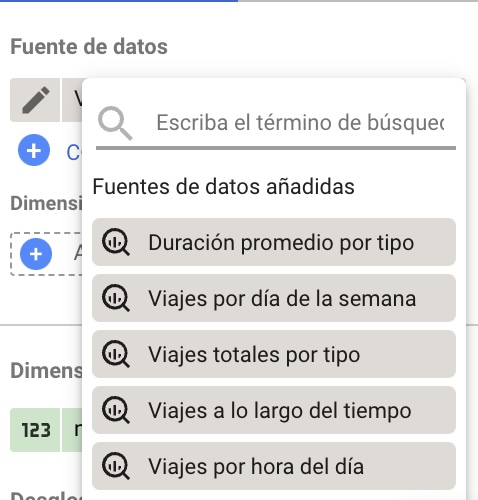 Fuente de datos
Escriba el término de búsqued
Fuentes de datos añadidas
Dimensi
Duración promedio por tipo
Viajes por día de la semana
Viajes totales por tipo
Dimens
Viajes a lo largo del tiempo
123
Viajes por hora del día